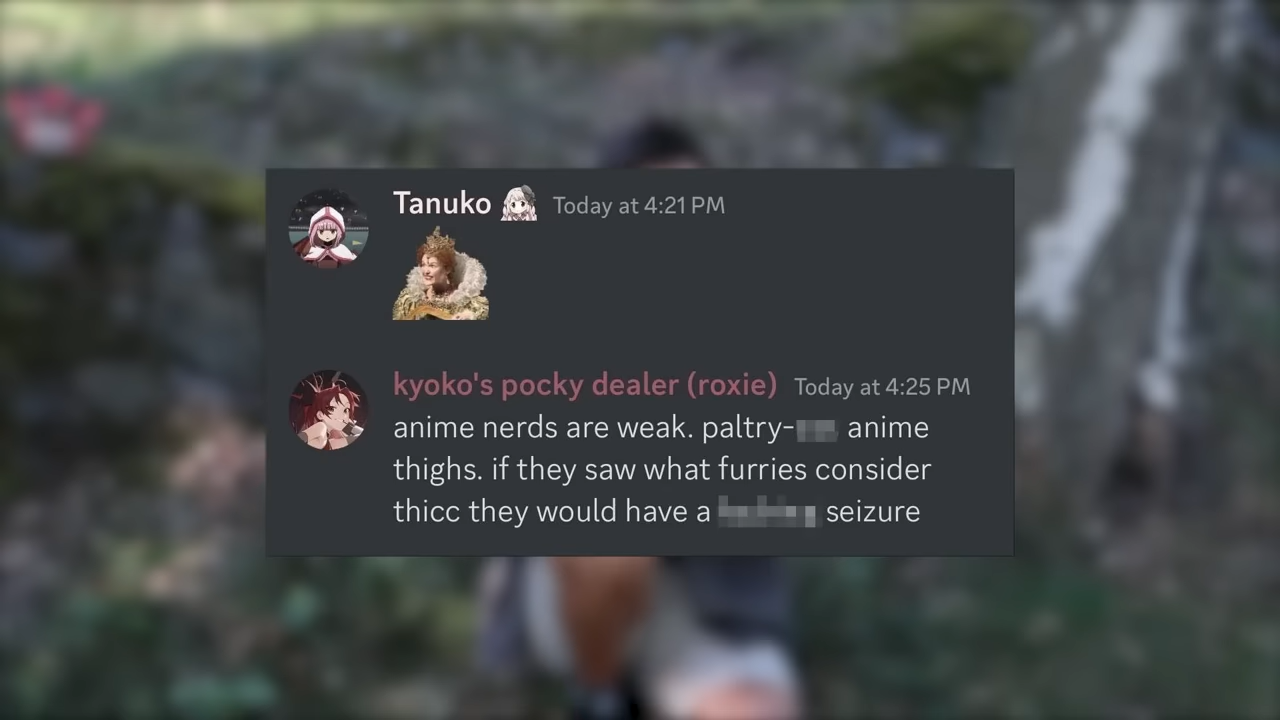 Tanuko Today at 4:21 PM
kyoko's pocky dealer (roxie) Today at 4:25 PM
anime nerds are weak. paltry- anime
thighs. if they saw what furries consider
thicc they would have a seizure